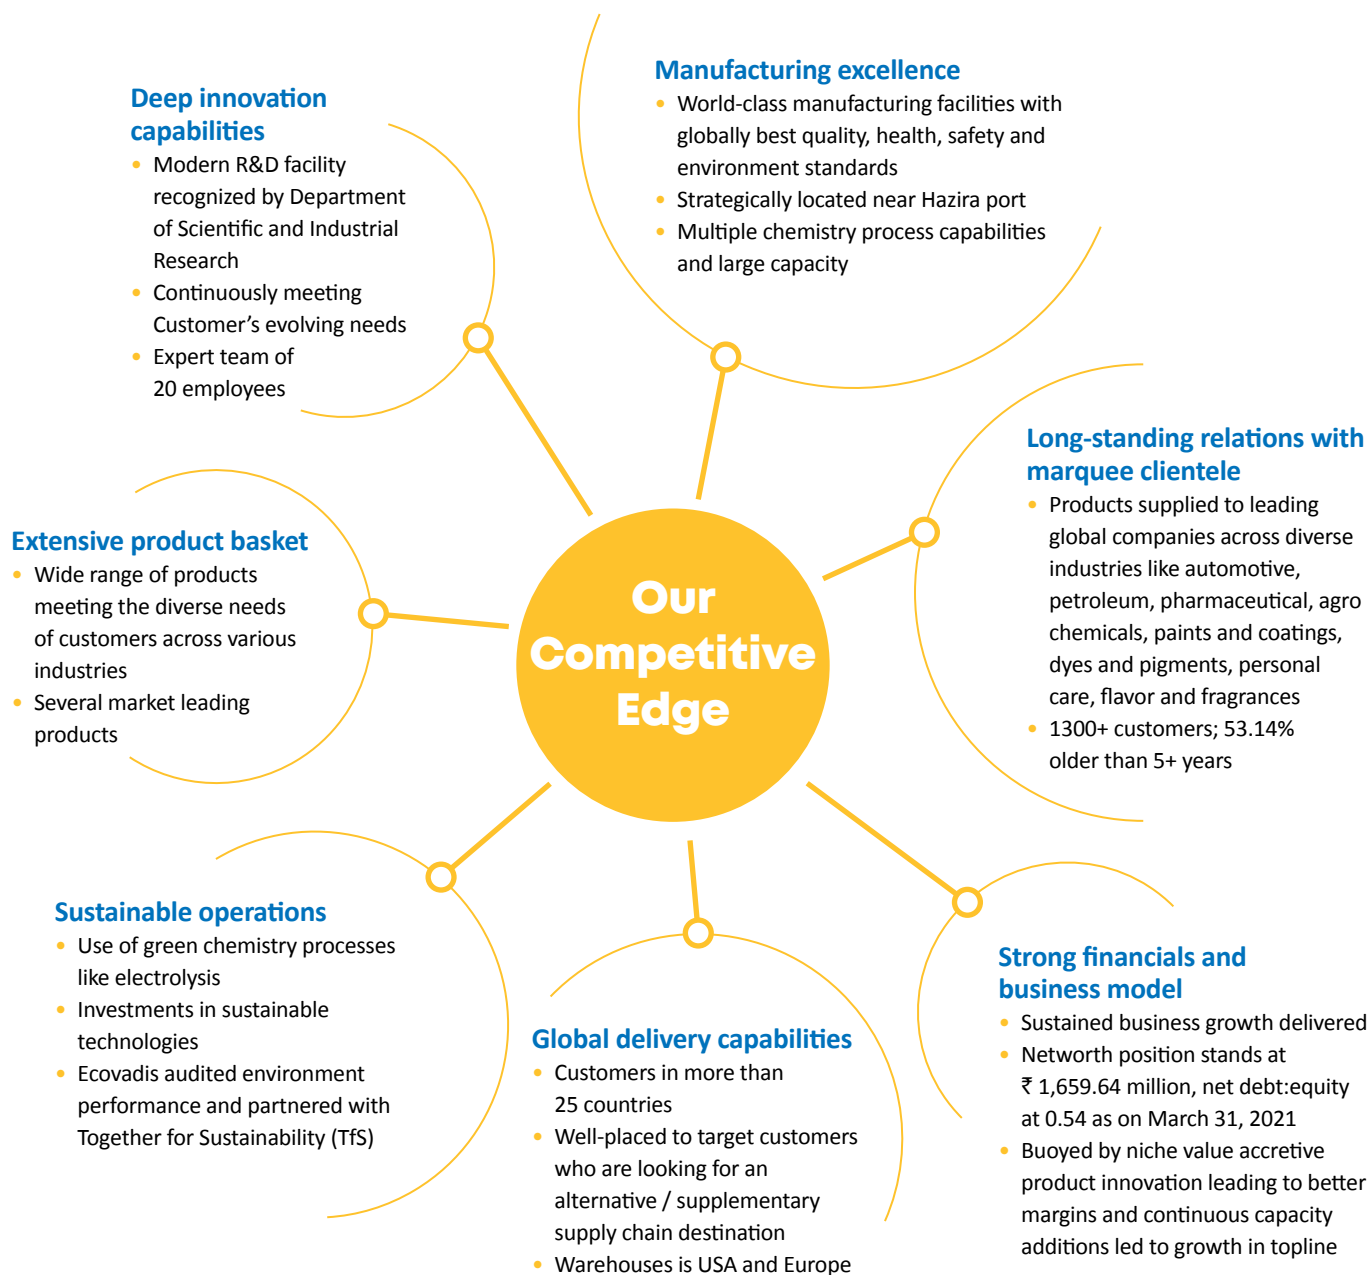 Manufacturing excellence
• World-class manufacturing facilities with
globally best quality, health, safety and
environment standards
• Strategically located near Hazira port
• Multiple chemistry process capabilities
and large capacity
Deep innovation
capabilities
• Modern R&D facility
recognized by Department
of Scientific and Industrial
Research
• Continuously meeting
Customer’s evolving needs
• Expert team of
20 employees
Long-standing relations with
marquee clientele
• Products supplied to leading
global companies across diverse
industries like automotive,
petroleum, pharmaceutical, agro
chemicals, paints and coatings,
dyes and pigments, personal
care, flavor and fragrances
• 1300+ customers; 53.14%
older than 5+ years
Extensive product basket
• Wide range of products
meeting the diverse needs
of customers across various
industries
• Several market leading
products
Our
Competitive
Edge
Sustainable operations
• Use of green chemistry processes
like electrolysis
• Investments in sustainable
technologies
• Ecovadis audited environment
performance and partnered with
Together for Sustainability (TfS)
Global delivery capabilities
• Customers in more than
25 countries
• Well-placed to target customers
who are looking for an
alternative / supplementary
supply chain destination
• Warehouses is USA and Europe
Strong financials and
business model
• Sustained business growth delivered
• Networth position stands at
₹ 1,659.64 million, net debt:equity
at 0.54 as on March 31, 2021
• Buoyed by niche value accretive
product innovation leading to better
margins and continuous capacity
additions led to growth in topline